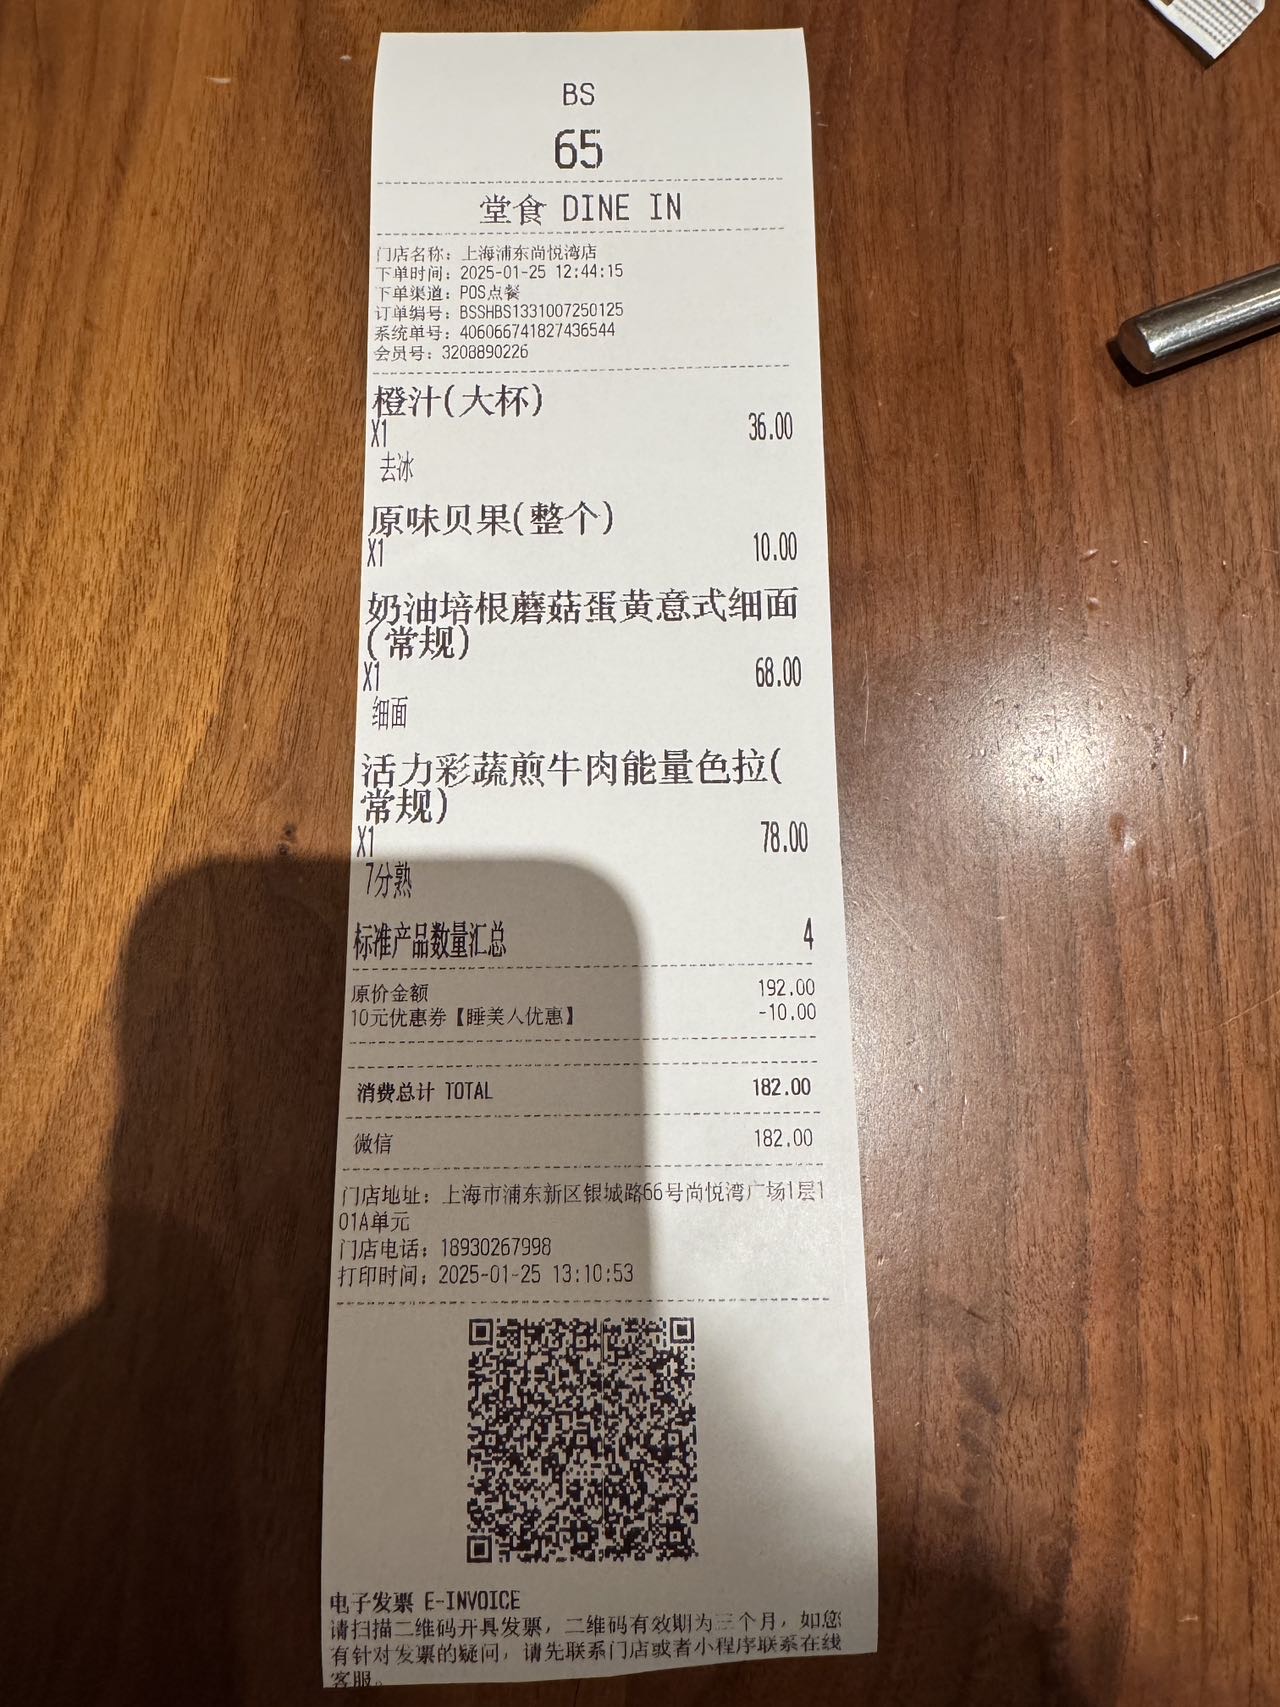 BS
65
堂食 DINE IN
门店名称：上海浦东尚悦湾店
下单时间：2025-01-25 12:44:15
下单渠道：POS点餐
订单编号：BSSHBS1331007250125
系统单号：406066741827436544
会员号：3208890226
橙汁(大杯)
X1 36.00
去冰
原味贝果(整个)
X1 10.00
奶油培根蘑菇蛋黄意式细面
(常规)
X1 68.00
细面
活力彩蔬煎牛肉能量色拉(
常规)
X1 78.00
7分熟
标准产品数量汇总 4
原价金额 192.00
10元优惠券【睡美人优惠】 -10.00
消费总计 TOTAL 182.00
微信 182.00
门店地址：上海市浦东新区银城路66号尚悦湾广场1层1
01A单元
门店电话：18930267998
打印时间：2025-01-25 13:10:53
电子发票 E-INVOICE
请扫描二维码开具发票，二维码有效期为三个月，如您
有针对发票的疑问，请先联系门店或者小程序联系在线
客服。